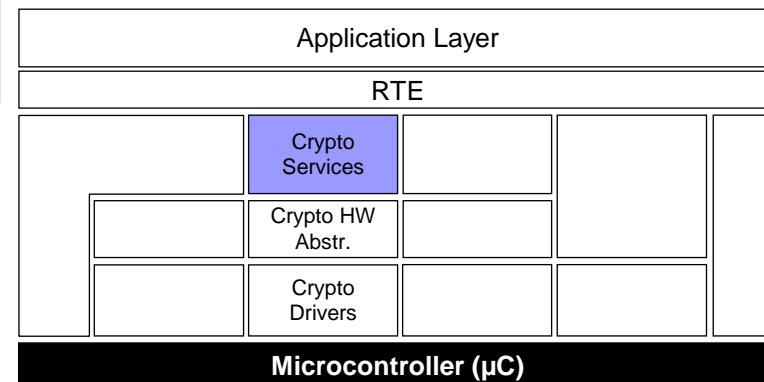 Application Layer
RTE
Crypto
Services
Crypto HW
Abstr.
Crypto
Drivers
Microcontroller (µC)